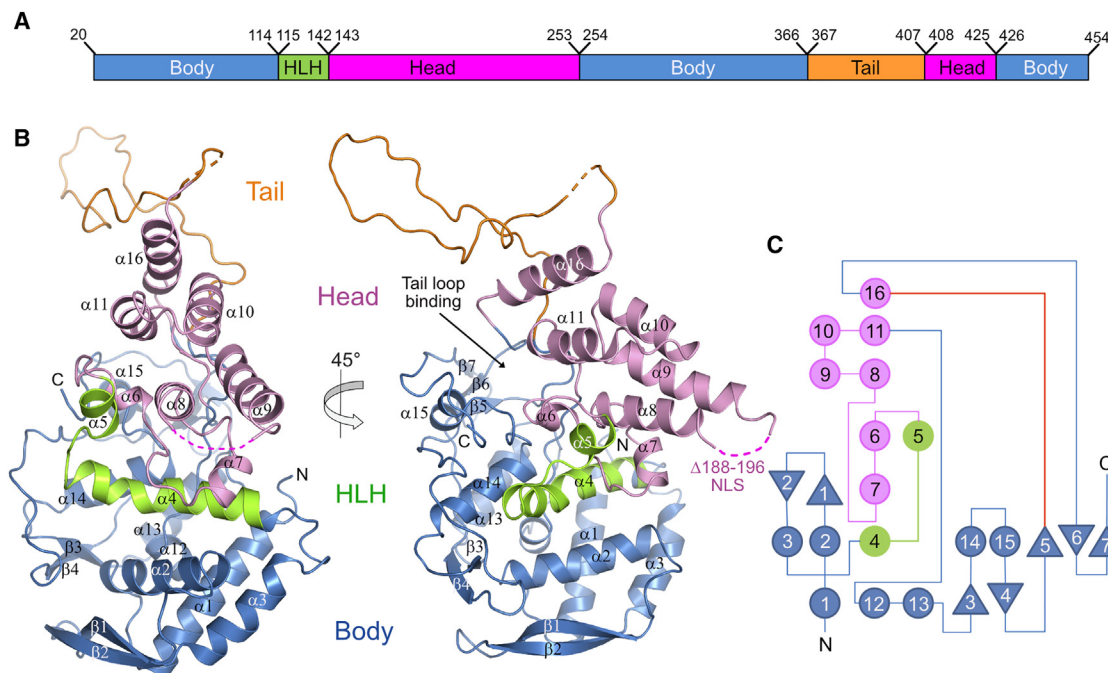 A
20 114 115 142 143 253 254 366 367 407 408 425 426 454
Body HLH Head Body Tail Head Body
B
Tail
α16
α11
α10
Head
α15
C
α6
α8
α9
α5
α7
N
α14
α4
HLH
α13
β3
α12
β4
α2
α1
α3
β1
β2
Body
45°
Tail loop
binding
α16
α11
α10
β7
α9
β6
α15
β5
α6
α8
C
α5
N
α7
Δ188-196
NLS
α14
α4
α13
α1
β3
α2
α3
β4
β1
β2
C
16
10 11
9 8
6 5
2 1 7
C
3 2 4 14 15 5 6 7
1 12 13 3 4
N